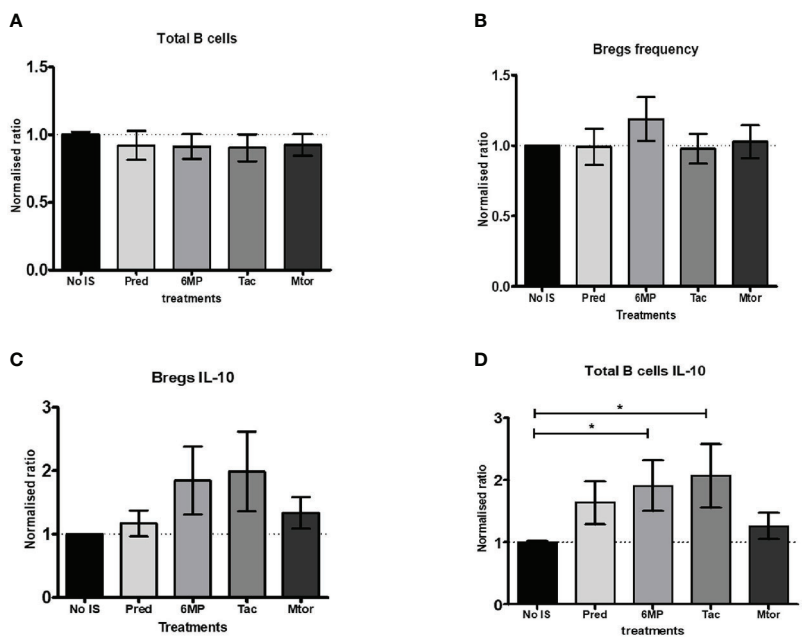 A
Total B cells
Normalised ratio
1.5
1.0
0.5
0.0
No IS Pred 6MP Tac Mtor
treatments
B
Bregs frequency
Normalised ratio
1.5
1.0
0.5
0.0
No IS Pred 6MP Tac Mtor
Treatments
C
Bregs IL-10
Normalised ratio
3
2
1
0
No IS Pred 6MP Tac Mtor
Treatments
D
Total B cells IL-10
Normalised ratio
3
2
1
0
*
*
No IS Pred 6MP Tac Mtor
treatments